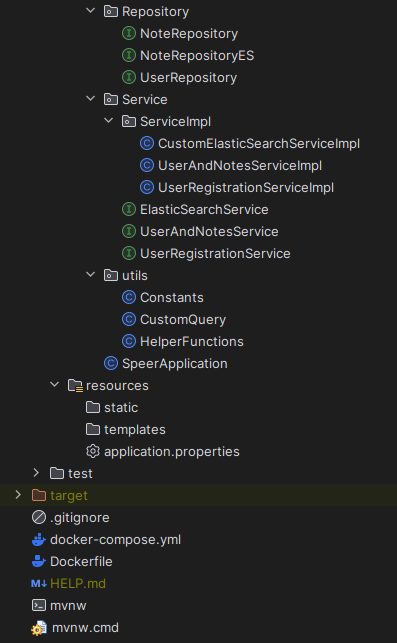 Repository
NoteRepository
NoteRepositoryES
UserRepository
Service
ServiceImpl
CustomElasticSearchServiceImpl
UserAndNotesServiceImpl
UserRegistrationServiceImpl
ElasticSearchService
UserAndNotesService
UserRegistrationService
utils
Constants
CustomQuery
HelperFunctions
SpeerApplication
resources
static
templates
application.properties
test
target
.gitignore
docker-compose.yml
Dockerfile
HELP.md
mvnw
mvnw.cmd